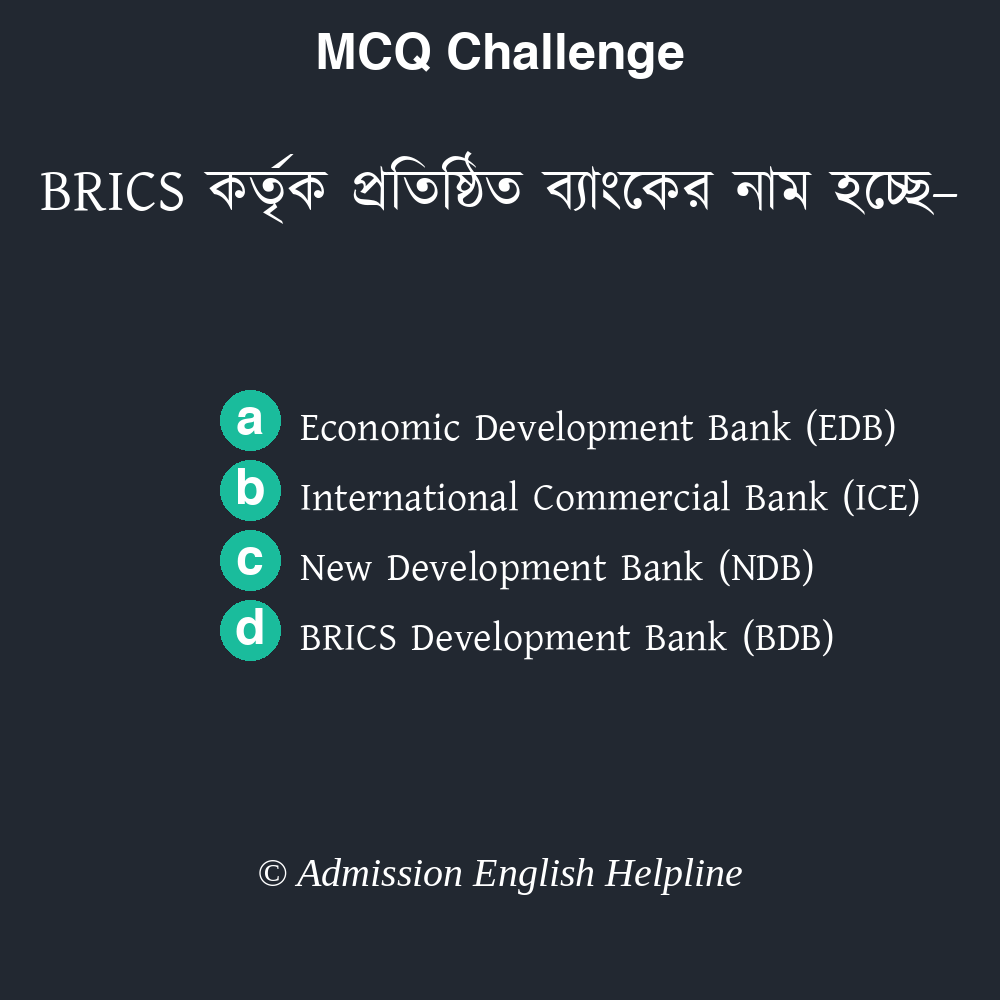 MCQ Challenge
BRICS কর্তৃক প্রতিষ্ঠিত ব্যাংকের নাম হচ্ছে–
a Economic Development Bank (EDB)
b International Commercial Bank (ICE)
c New Development Bank (NDB)
d BRICS Development Bank (BDB)
© Admission English Helpline